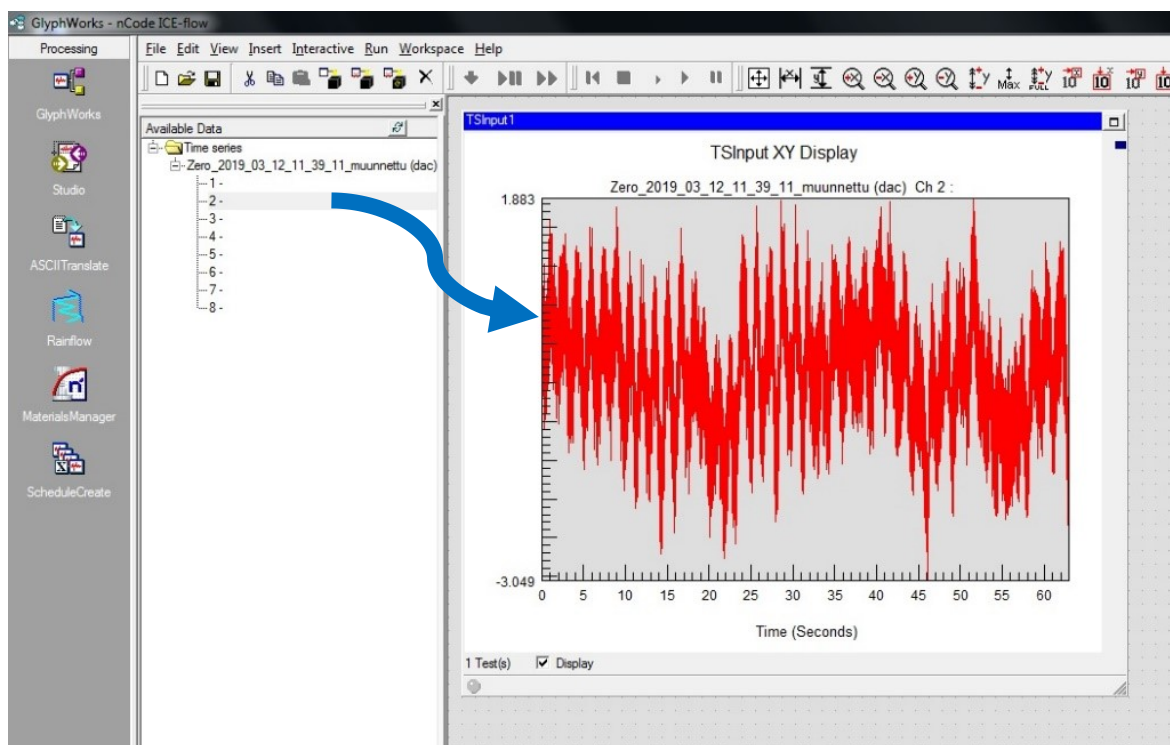 GlyphWorks - nCode ICE-flow
Processing
File Edit View Insert Interactive Run Workspace Help
GlyphWorks
Studio
ASCIITranslate
Rainflow
MaterialsManager
ScheduleCreate
Available Data
Time series
Zero_2019_03_12_11_39_11_muunnettu (dac)
1 -
2 -
3 -
4 -
5 -
6 -
7 -
8 -
TSInput1
TSInput XY Display
Zero_2019_03_12_11_39_11_muunnettu (dac) Ch 2 :
1.883
-3.049
0 5 10 15 20 25 30 35 40 45 50 55 60
Time (Seconds)
1 Test(s) Display